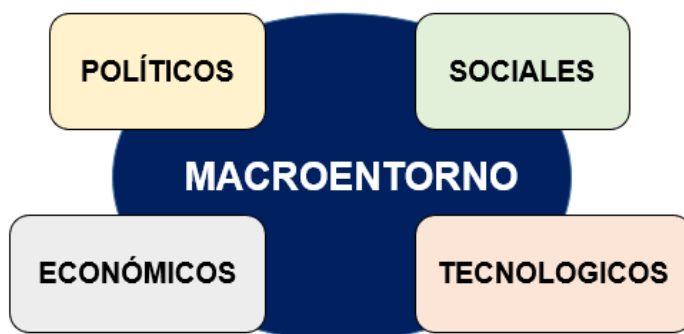 POLÍTICOS
SOCIALES
MACROENTORNO
ECONÓMICOS
TECNOLOGICOS